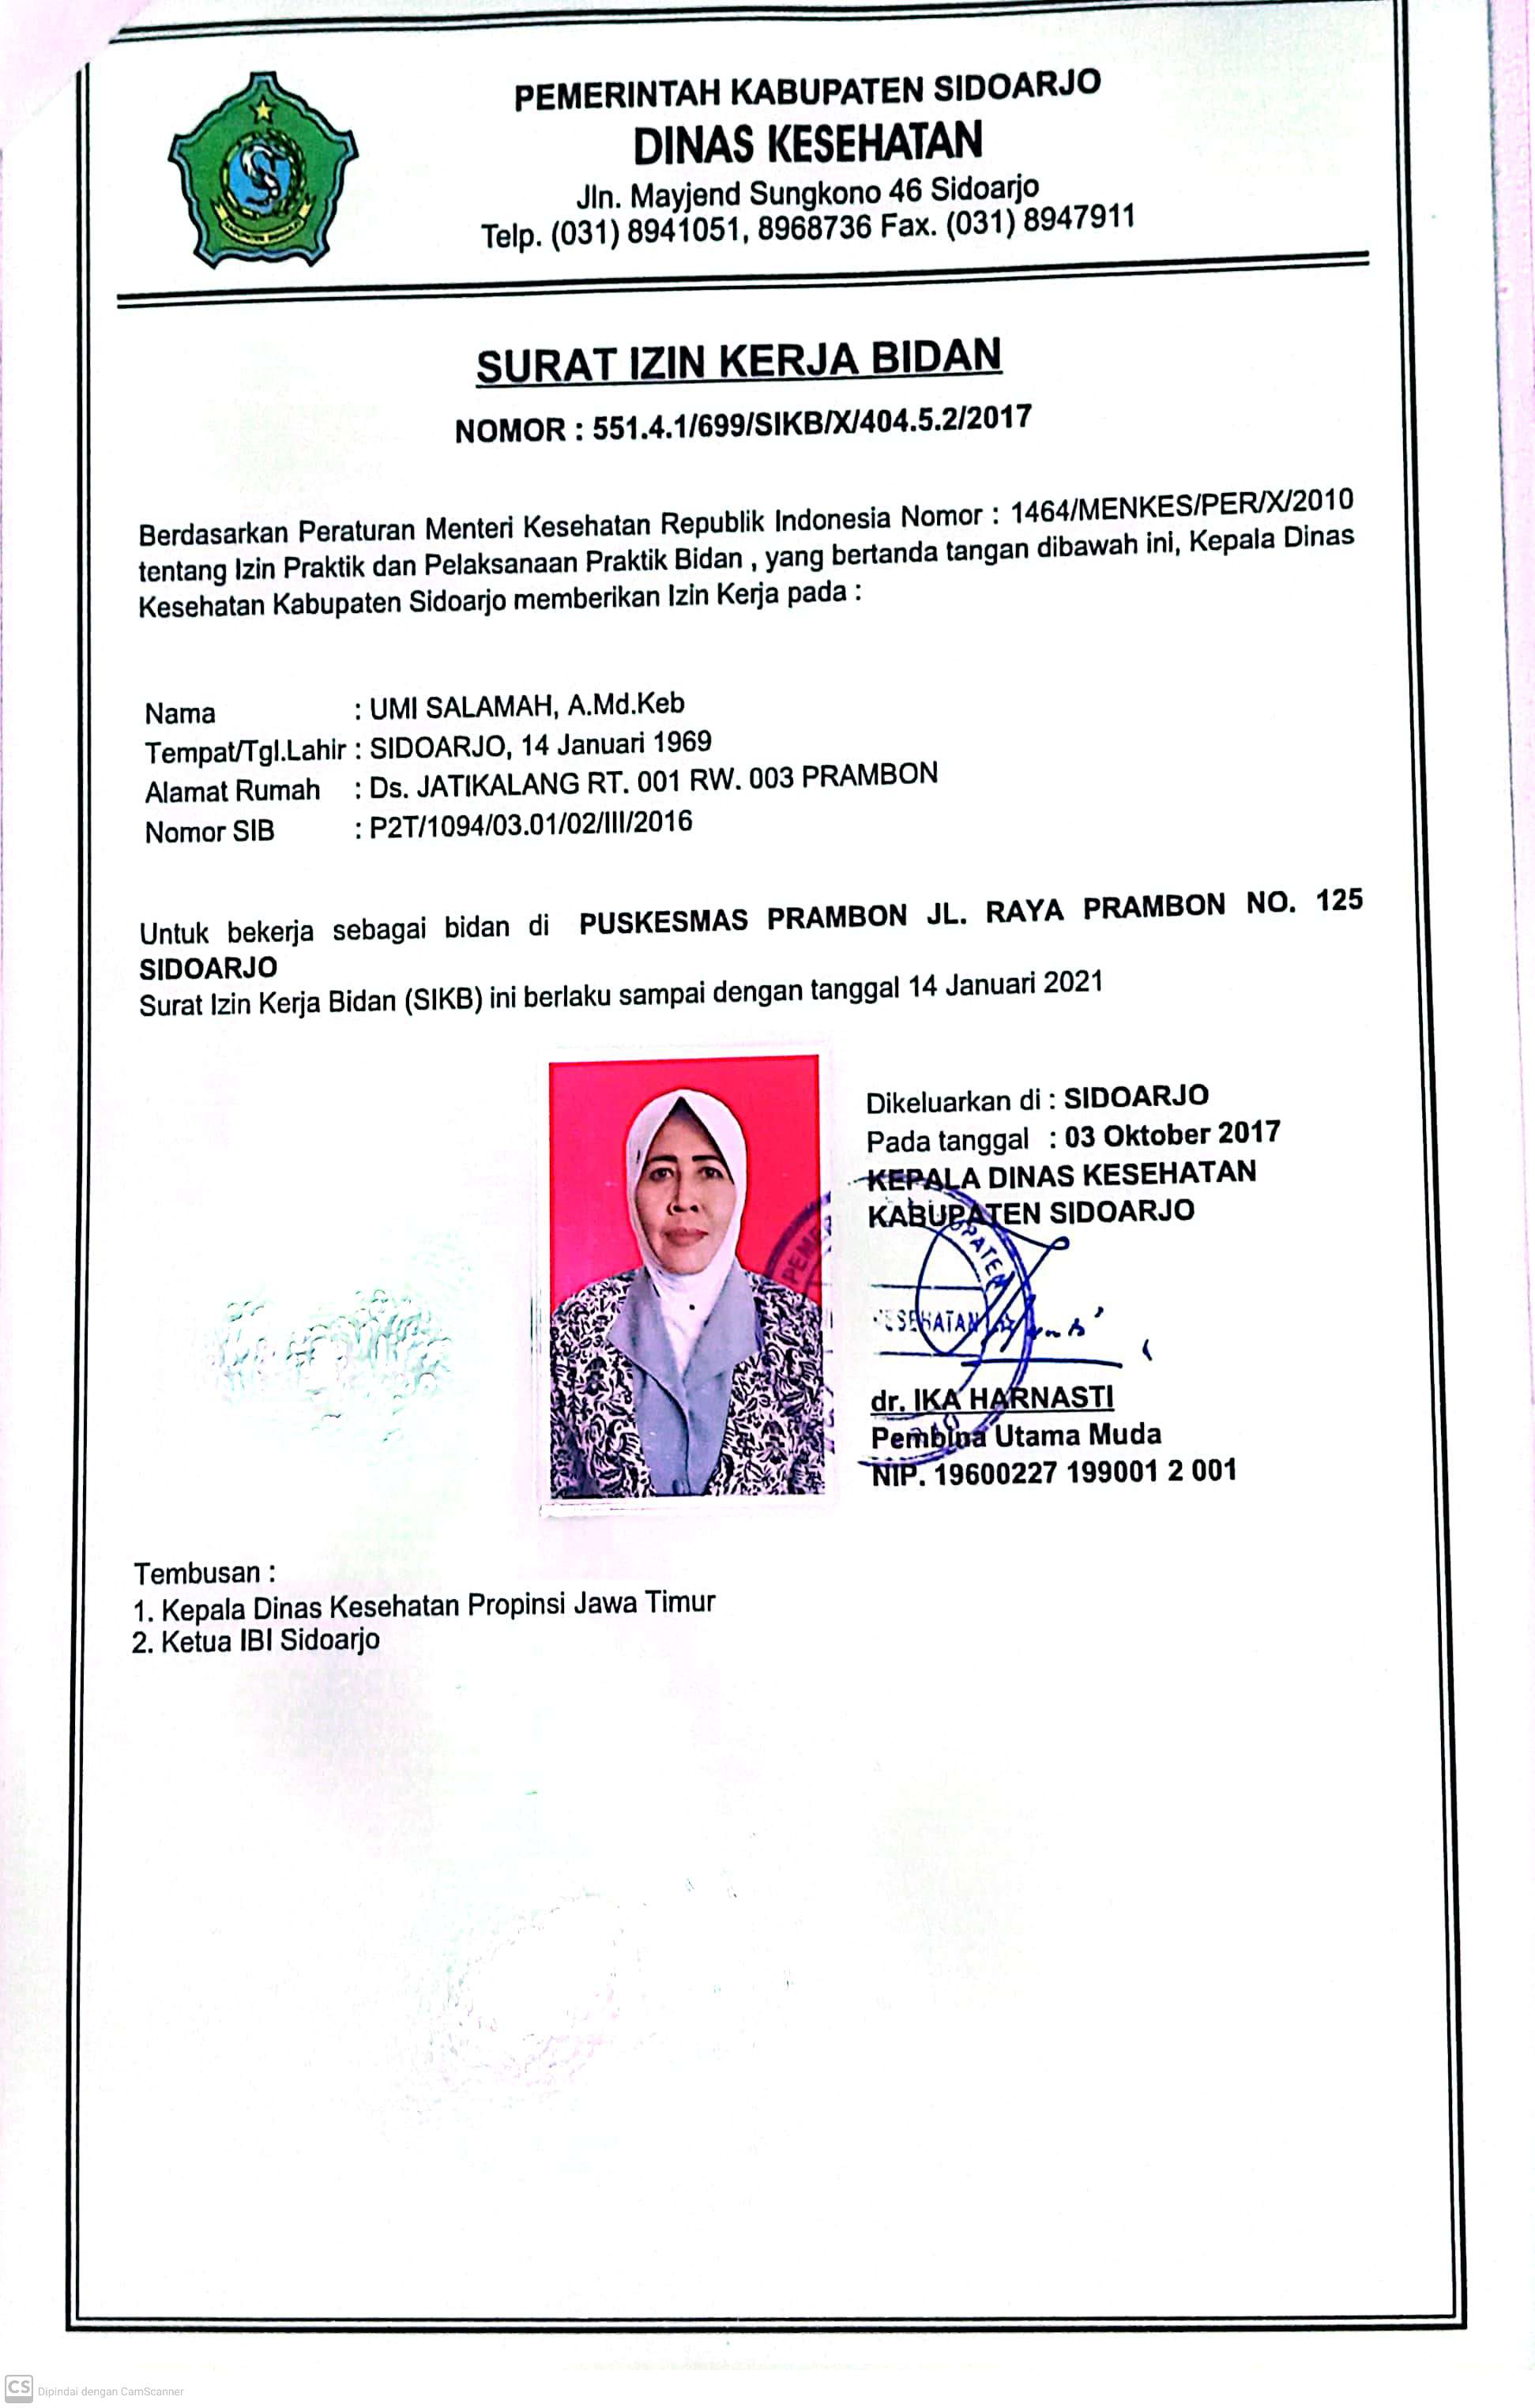 PEMERINTAH KABUPATEN SIDOARJO
DINAS KESEHATAN
Jln. Mayjend Sungkono 46 Sidoarjo
Telp. (031) 8941051, 8968736 Fax. (031) 8947911
SURAT IZIN KERJA BIDAN
NOMOR : 551.4.1/699/SIKB/X/404.5.2/2017
Berdasarkan Peraturan Menteri Kesehatan Republik Indonesia Nomor : 1464/MENKES/PER/X/2010
tentang Izin Praktik dan Pelaksanaan Praktik Bidan , yang bertanda tangan dibawah ini, Kepala Dinas
Kesehatan Kabupaten Sidoarjo memberikan Izin Kerja pada :
Nama : UMI SALAMAH, A.Md.Keb
Tempat/Tgl.Lahir : SIDOARJO, 14 Januari 1969
Alamat Rumah : Ds. JATIKALANG RT. 001 RW. 003 PRAMBON
Nomor SIB : P2T/1094/03.01/02/III/2016
Untuk bekerja sebagai bidan di PUSKESMAS PRAMBON JL. RAYA PRAMBON NO. 125
SIDOARJO
Surat Izin Kerja Bidan (SIKB) ini berlaku sampai dengan tanggal 14 Januari 2021
Dikeluarkan di : SIDOARJO
Pada tanggal : 03 Oktober 2017
KEPALA DINAS KESEHATAN
KABUPATEN SIDOARJO
dr. IKA HARNASTI
Pembina Utama Muda
NIP. 19600227 199001 2 001
Tembusan :
1. Kepala Dinas Kesehatan Propinsi Jawa Timur
2. Ketua IBI Sidoarjo
CS Dipindai dengan CamScanner